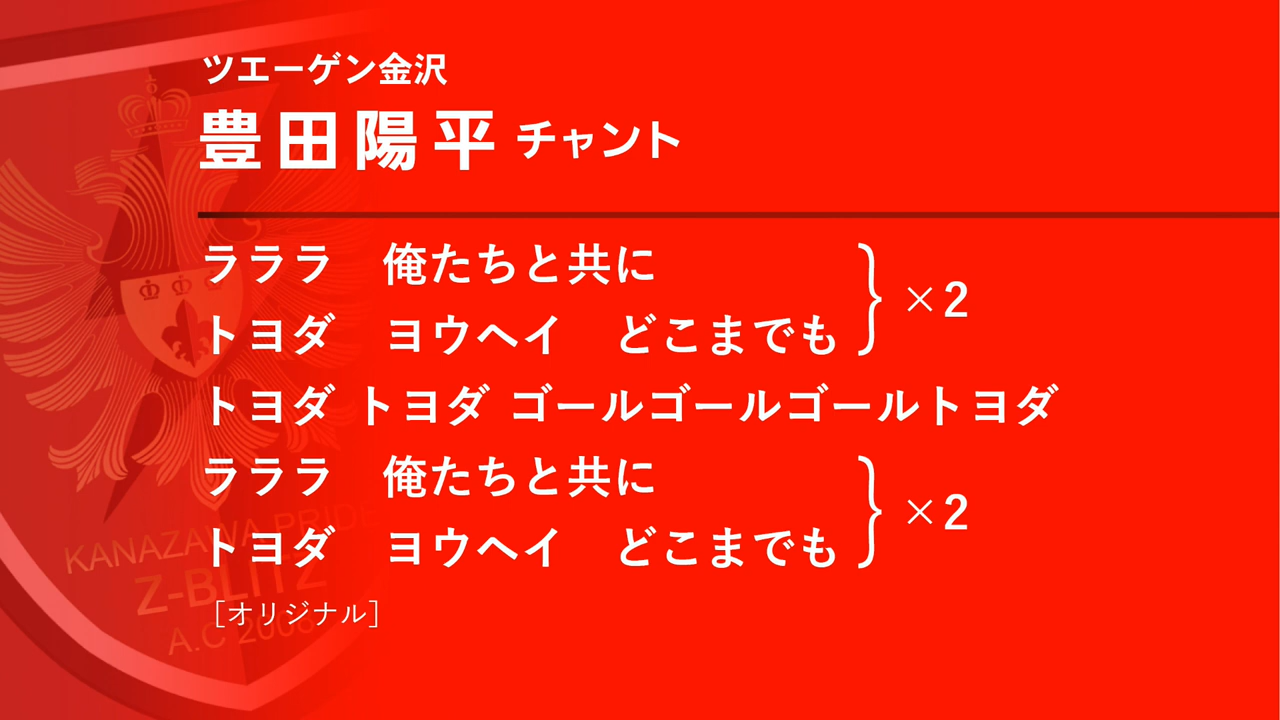 ツエーゲン金沢
豊田陽平 チャント
ラララ　俺たちと共に
トヨダ　ヨウヘイ　どこまでも
×2
トヨダ トヨダ ゴールゴールゴールトヨダ
ラララ　俺たちと共に
トヨダ　ヨウヘイ　どこまでも
×2
［オリジナル］
KANAZAWA PRIDE
Z-BLITZ
A.C 2006